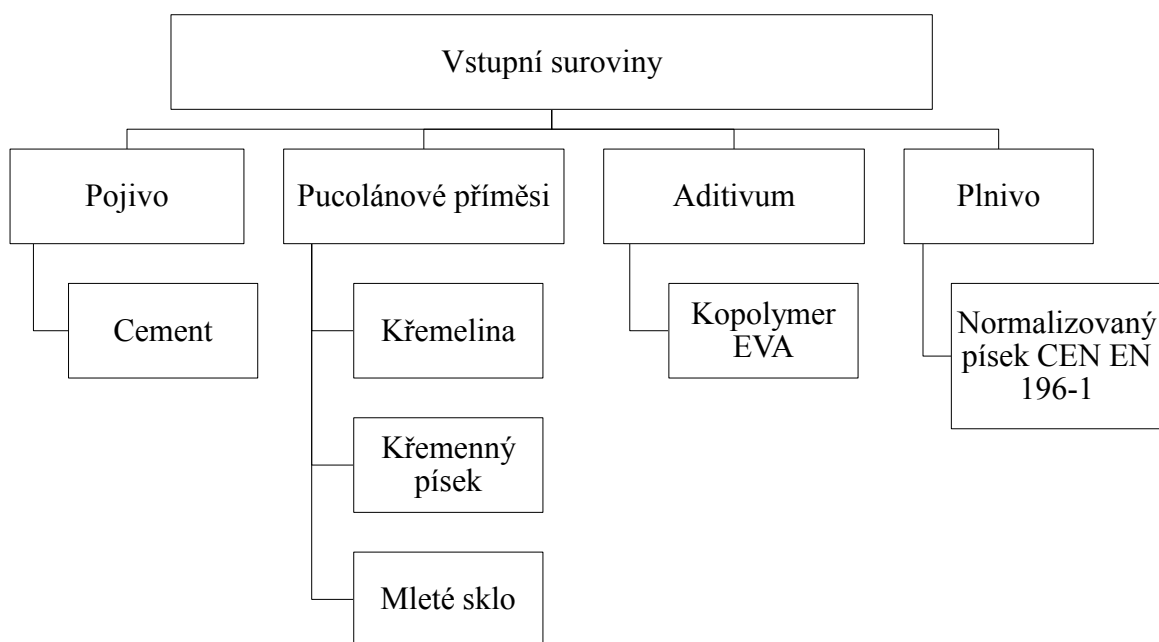 Vstupní suroviny
Pojivo
Pucolánové příměsi
Aditivum
Plnivo
Cement
Křemelina
Kopolymer
EVA
Normalizovaný
písek CEN EN
196-1
Křemenný
písek
Mleté sklo